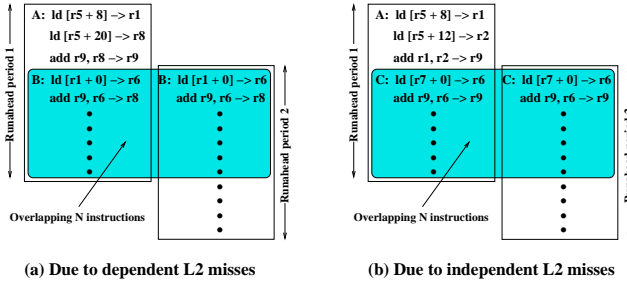 A: ld [r5 + 8] −> r1
ld [r5 + 20] −> r8
add r9, r8 −> r9
B: ld [r1 + 0] −> r6
add r9, r6 −> r8
B: ld [r1 + 0] −> r6
add r9, r6 −> r8
Runahead period 1
Runahead period 2
Overlapping N instructions
(a) Due to dependent L2 misses
A: ld [r5 + 8] −> r1
ld [r5 + 12] −> r2
add r1, r2 −> r9
C: ld [r7 + 0] −> r6
add r9, r6 −> r9
C: ld [r7 + 0] −> r6
add r9, r6 −> r9
Runahead period 1
Overlapping N instructions
(b) Due to independent L2 misses